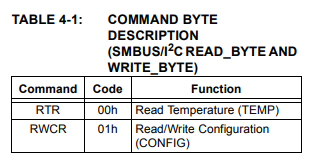 TABLE 4-1: COMMAND BYTE
DESCRIPTION
(SMBUS/I²C READ_BYTE AND
WRITE_BYTE)
Command Code Function
RTR 00h Read Temperature (TEMP)
RWCR 01h Read/Write Configuration
(CONFIG)